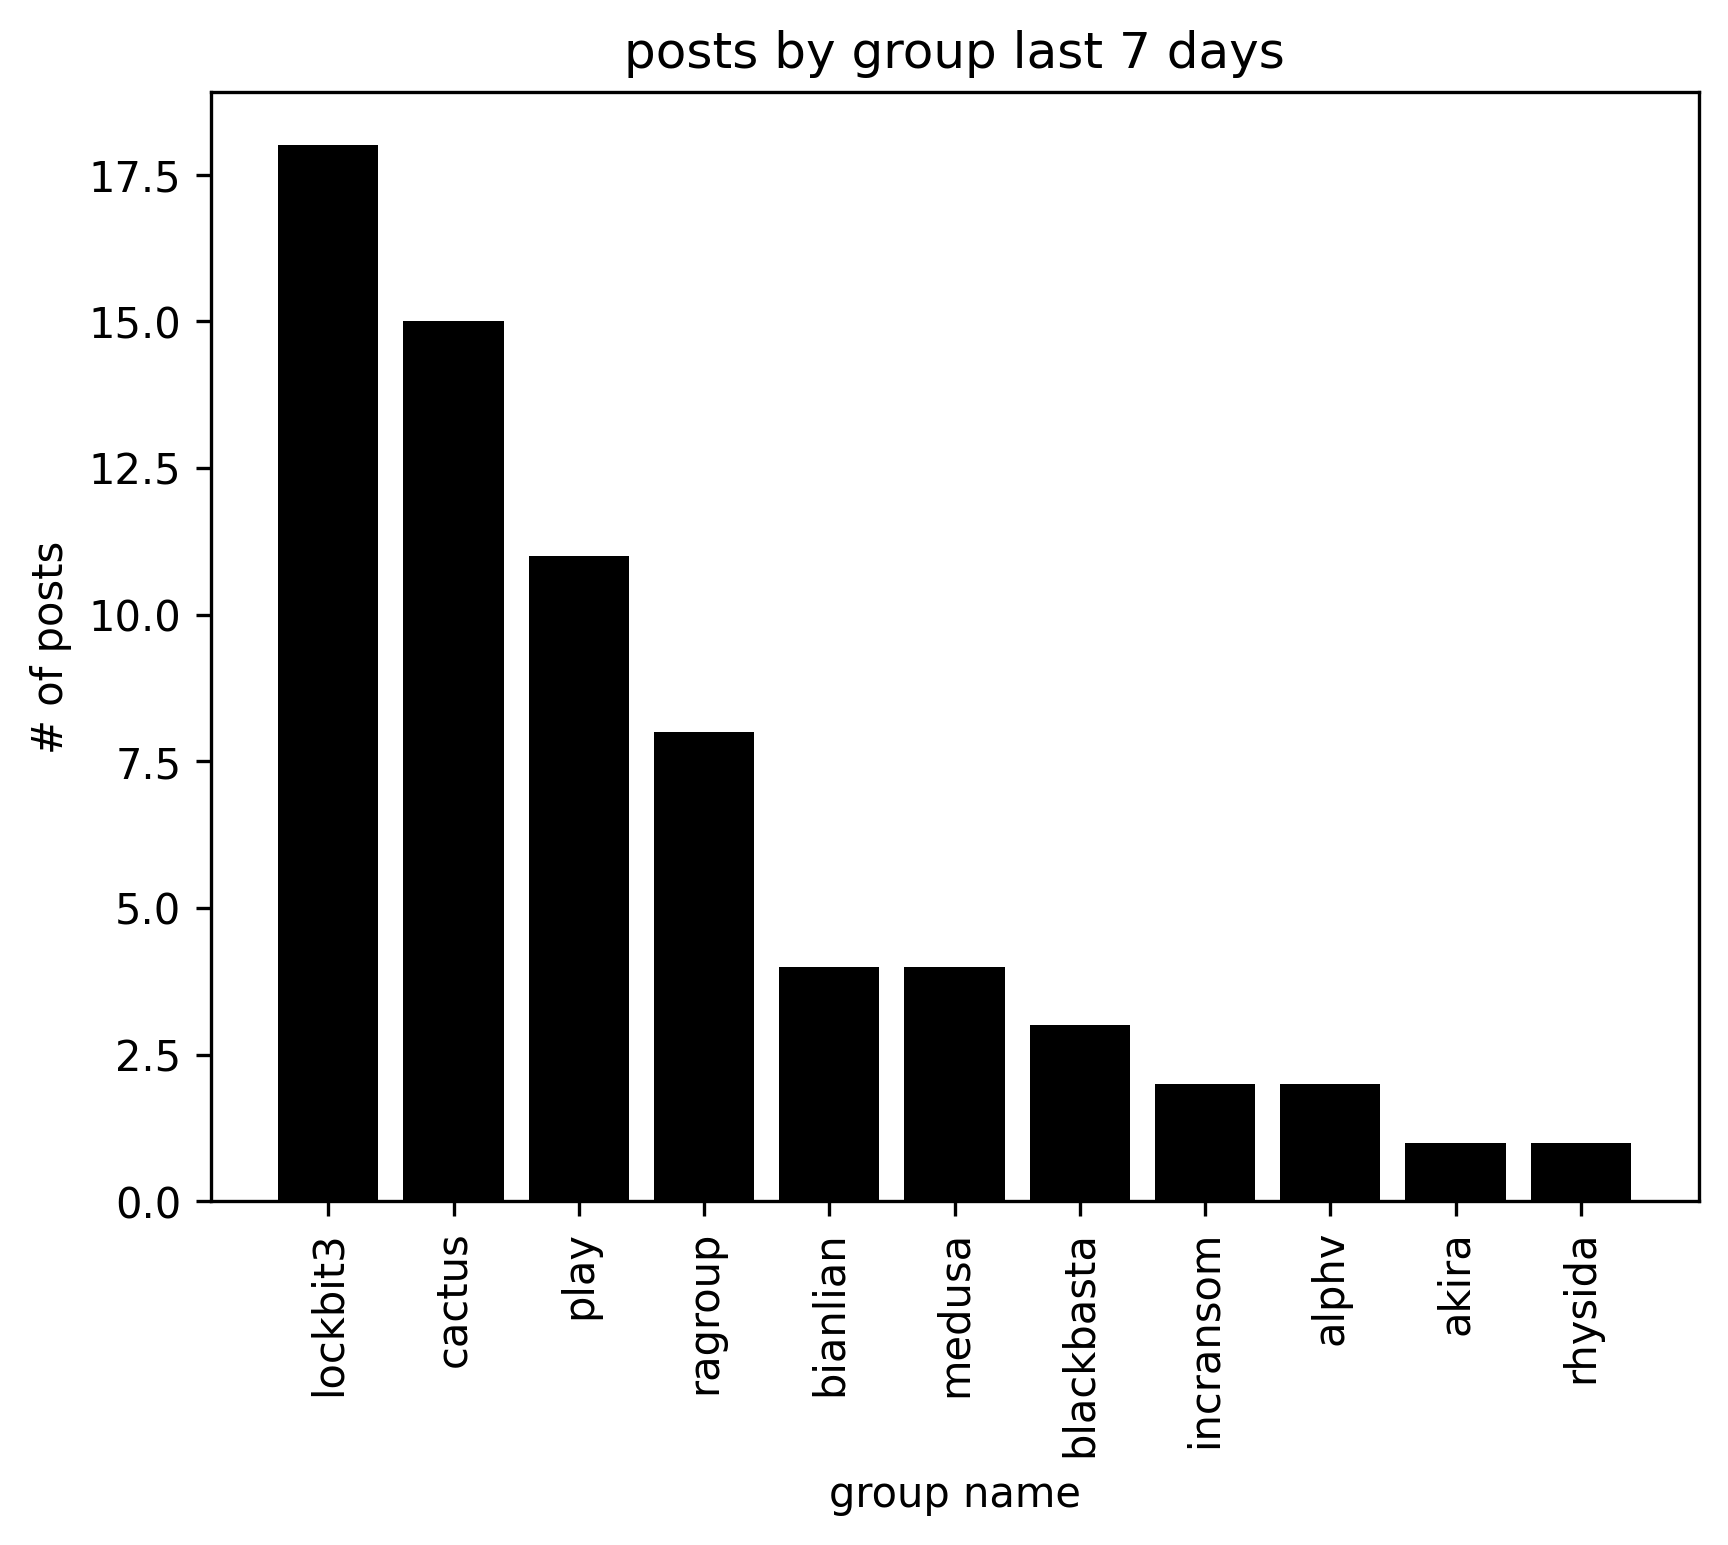 posts by group last 7 days
# of posts
17.5
15.0
12.5
10.0
7.5
5.0
2.5
0.0
lockbit3
cactus
play
ragroup
bianlian
medusa
blackbasta
incransom
alphv
akira
rhysida
group name